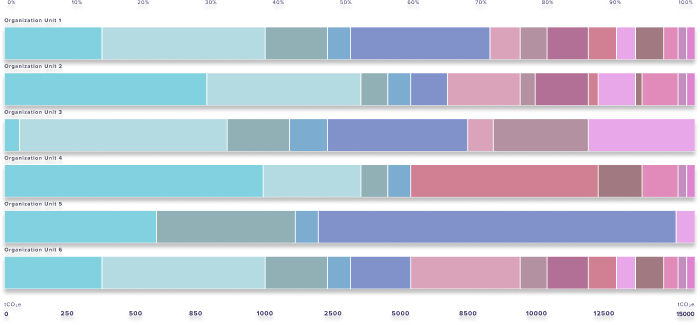 0% 10% 20% 30% 40% 50% 60% 70% 80% 90% 100%
Organization Unit 1
Organization Unit 2
Organization Unit 3
Organization Unit 4
Organization Unit 5
Organization Unit 6
tCO₂e tCO₂e
0 250 500 850 1000 2500 5000 8500 10000 12500 15000